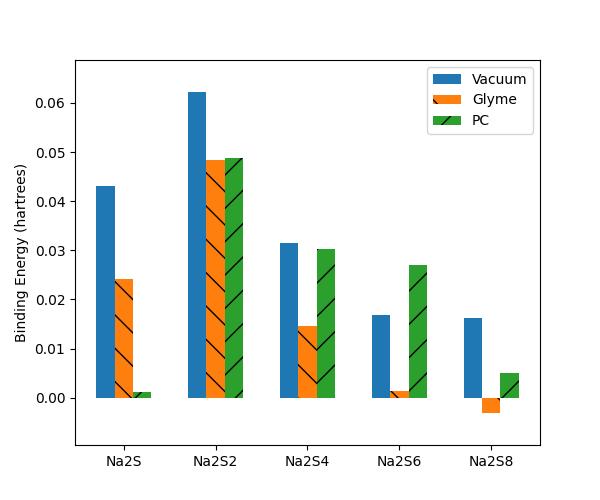 Vacuum
Glyme
PC
Binding Energy (hartrees)
0.06
0.05
0.04
0.03
0.02
0.01
0.00
Na2S Na2S2 Na2S4 Na2S6 Na2S8